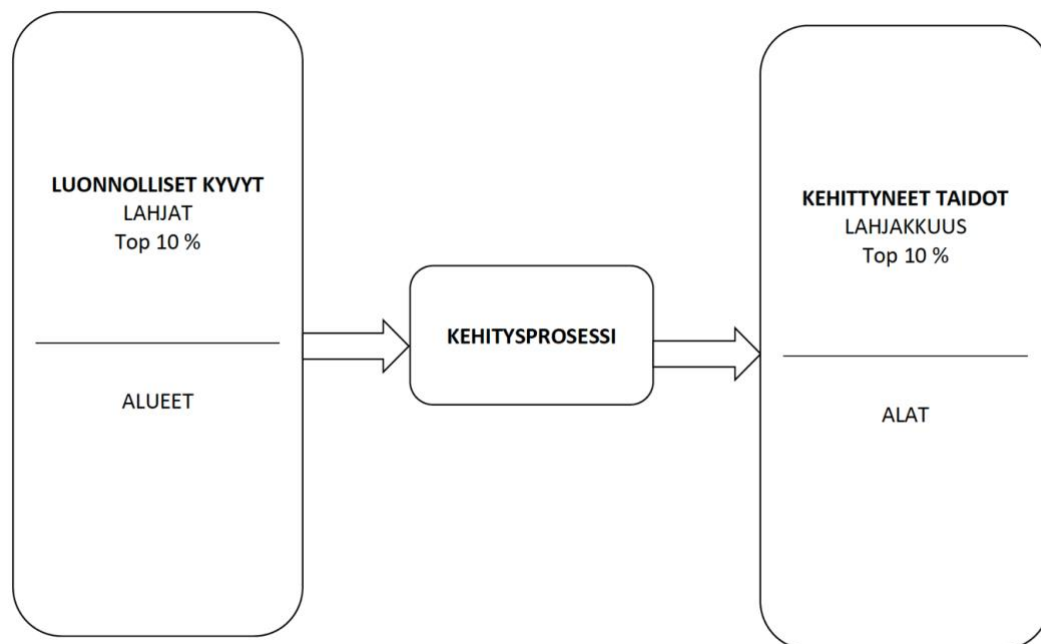 LUONNOLLISET KYVYT
LAHJAT
Top 10 %
ALUEET
KEHITYSPROSESSI
KEHITTYNEET TAIDOT
LAHJAKKUUS
Top 10 %
ALAT